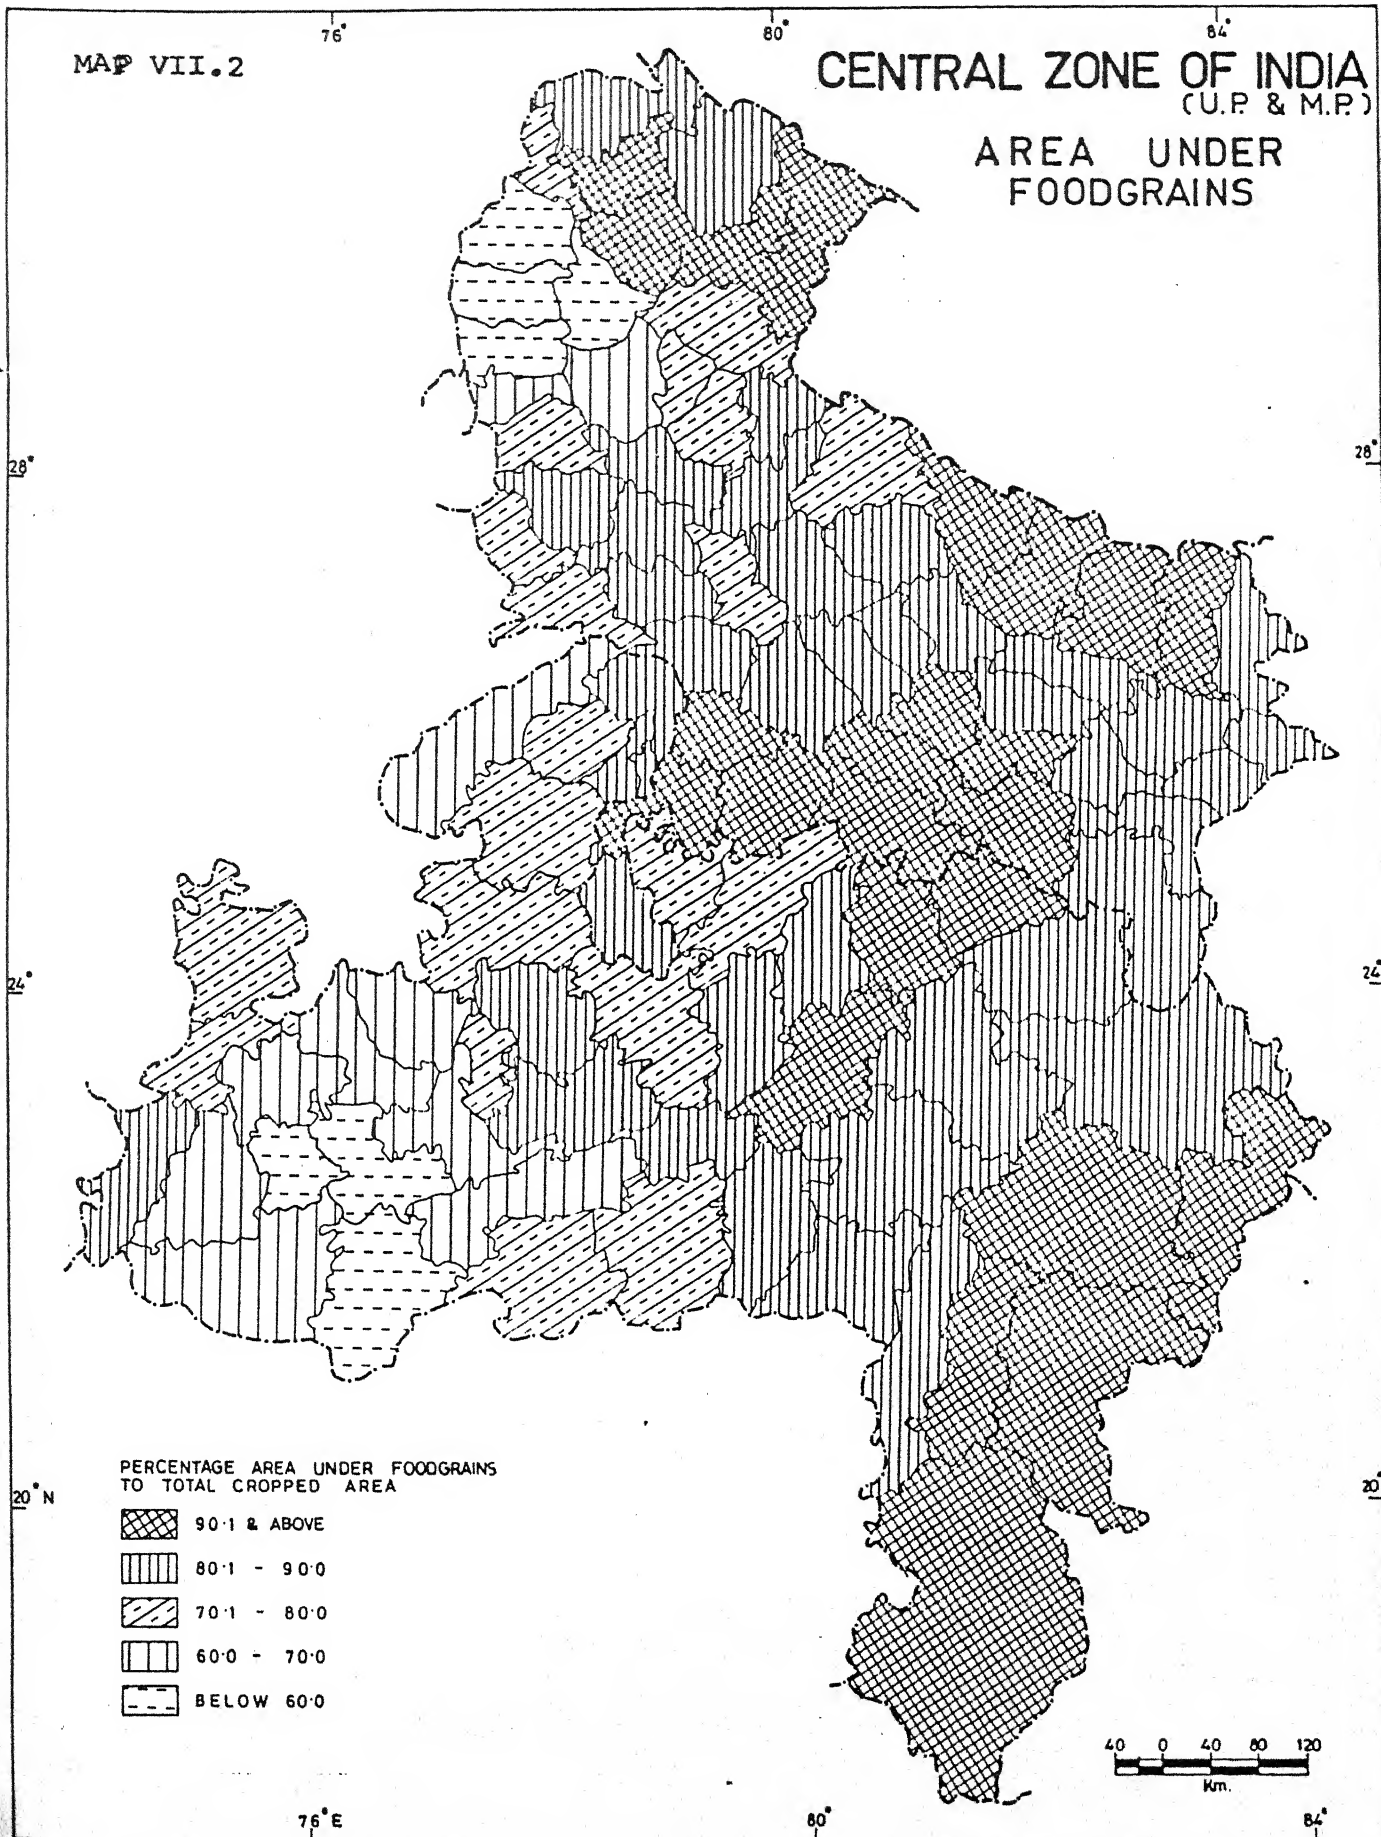 76°
80°
84°
MAP VII.2
CENTRAL ZONE OF INDIA
(U.P. & M.P.)
AREA UNDER
FOODGRAINS
28°
28°
24°
24°
20° N
20°
PERCENTAGE AREA UNDER FOODGRAINS
TO TOTAL CROPPED AREA
90·1 & ABOVE
80·1 - 90·0
70·1 - 80·0
60·0 - 70·0
BELOW 60·0
40 0 40 80 120
Km.
76° E
80°
84°